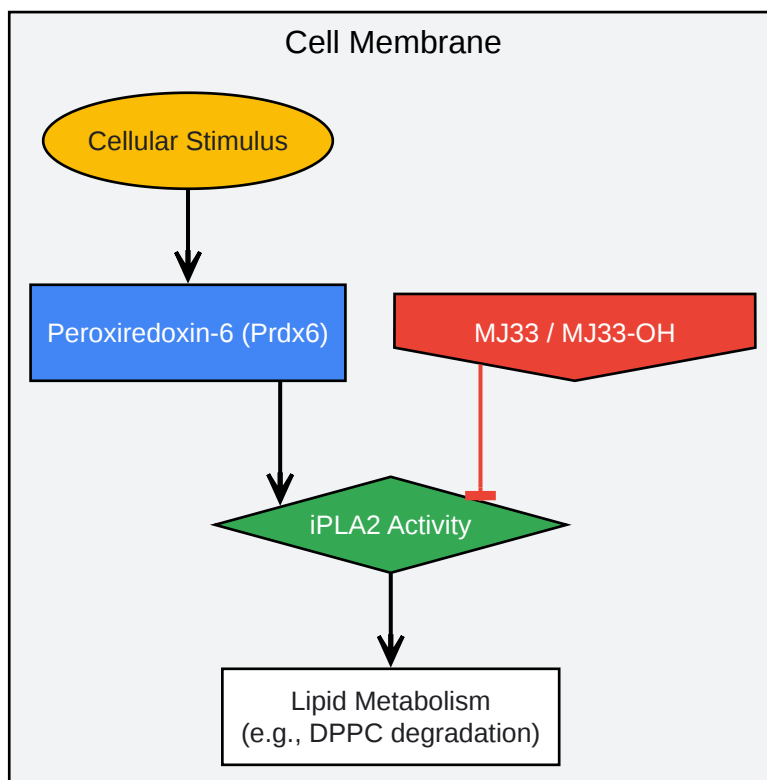 Cell Membrane
Cellular Stimulus
Peroxiredoxin-6 (Prdx6)
MJ33 / MJ33-OH
iPLA2 Activity
Lipid Metabolism
(e.g., DPPC degradation)